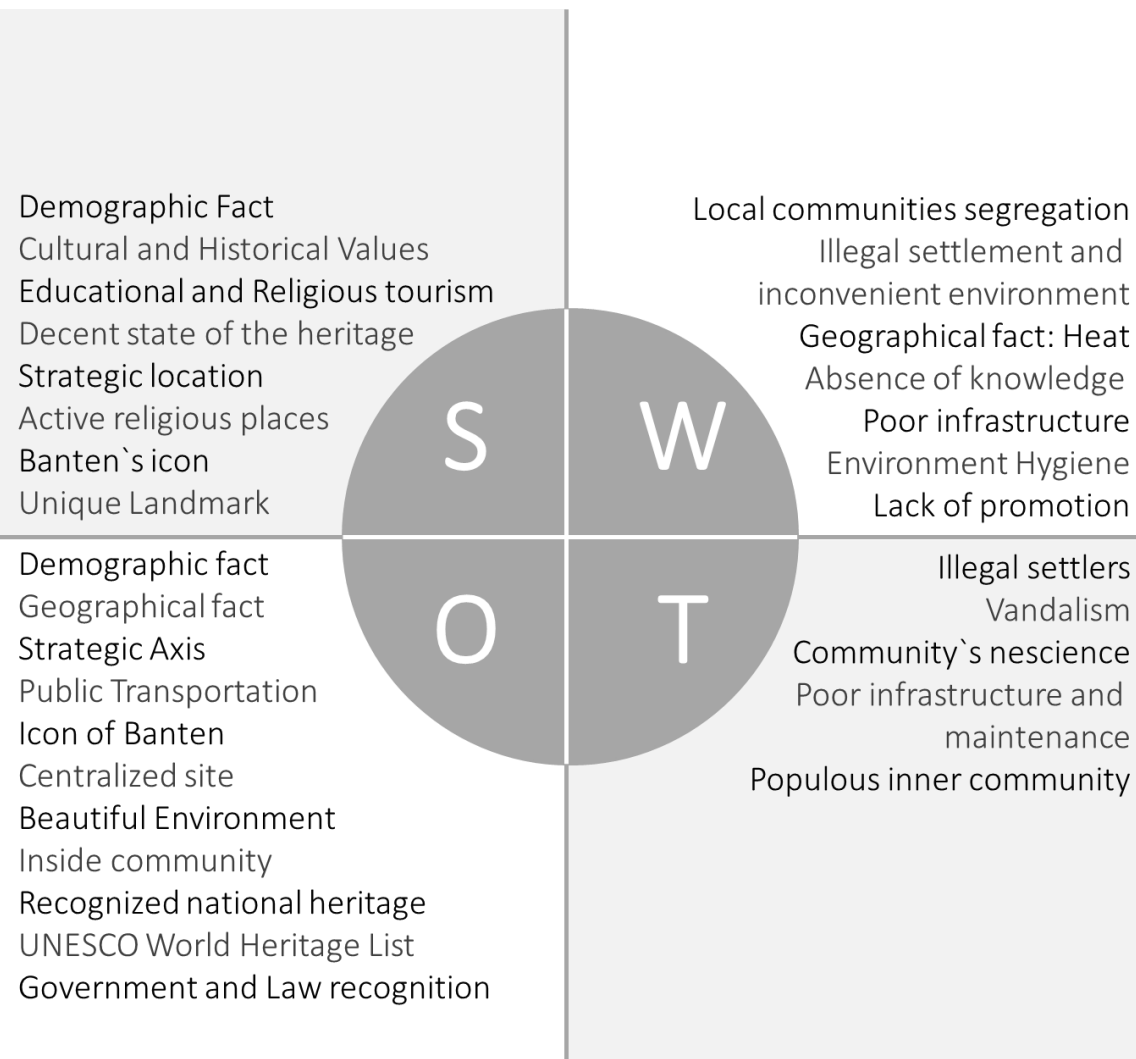 Demographic Fact
Cultural and Historical Values
Educational and Religious tourism
Decent state of the heritage
Strategic location
Active religious places
Banten`s icon
Unique Landmark
S
Local communities segregation
Illegal settlement and
inconvenient environment
Geographical fact: Heat
Absence of knowledge
Poor infrastructure
Environment Hygiene
Lack of promotion
W
Demographic fact
Geographical fact
Strategic Axis
Public Transportation
Icon of Banten
Centralized site
Beautiful Environment
Inside community
Recognized national heritage
UNESCO World Heritage List
Government and Law recognition
O
Illegal settlers
Vandalism
Community`s nescience
Poor infrastructure and
maintenance
Populous inner community
T